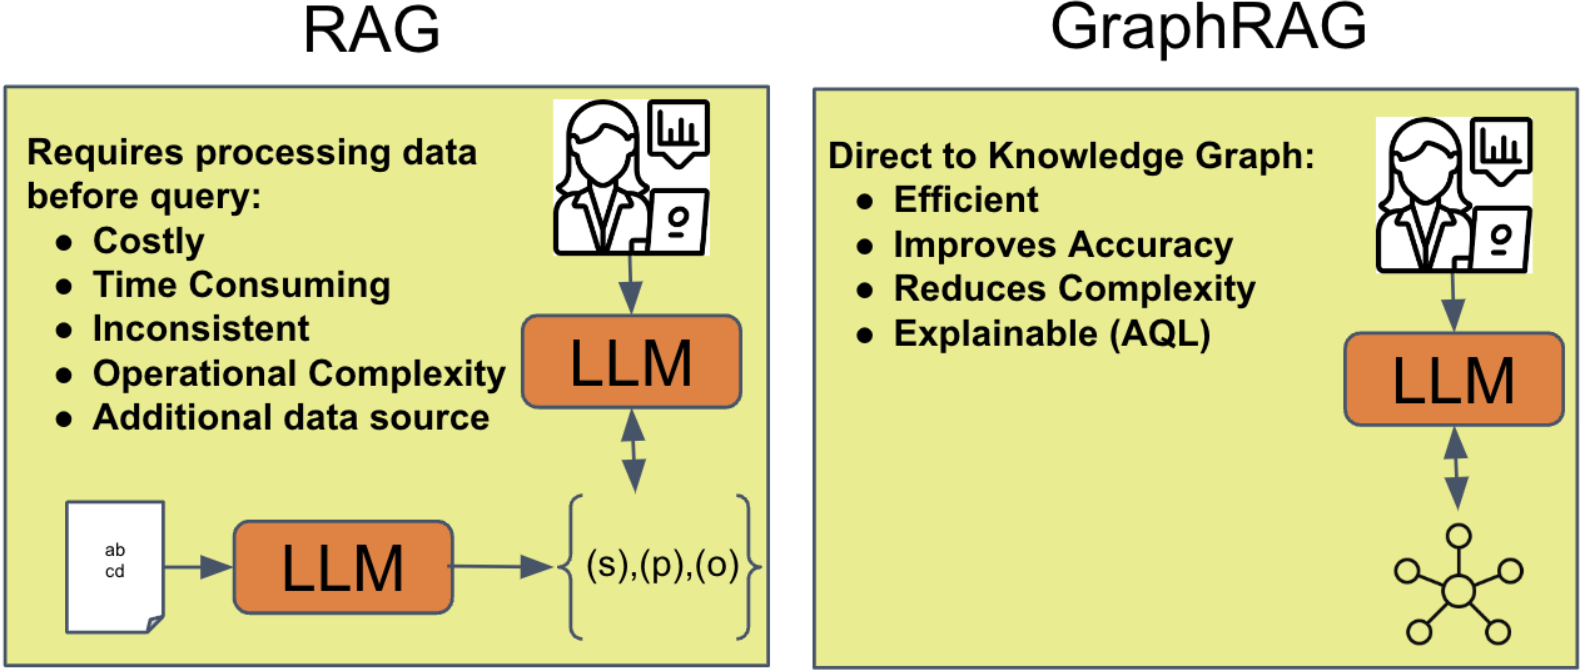 RAG
Requires processing data
before query:
● Costly
● Time Consuming
● Inconsistent
● Operational Complexity
● Additional data source
LLM
ab
cd
LLM
(s),(p),(o)
GraphRAG
Direct to Knowledge Graph:
● Efficient
● Improves Accuracy
● Reduces Complexity
● Explainable (AQL)
LLM